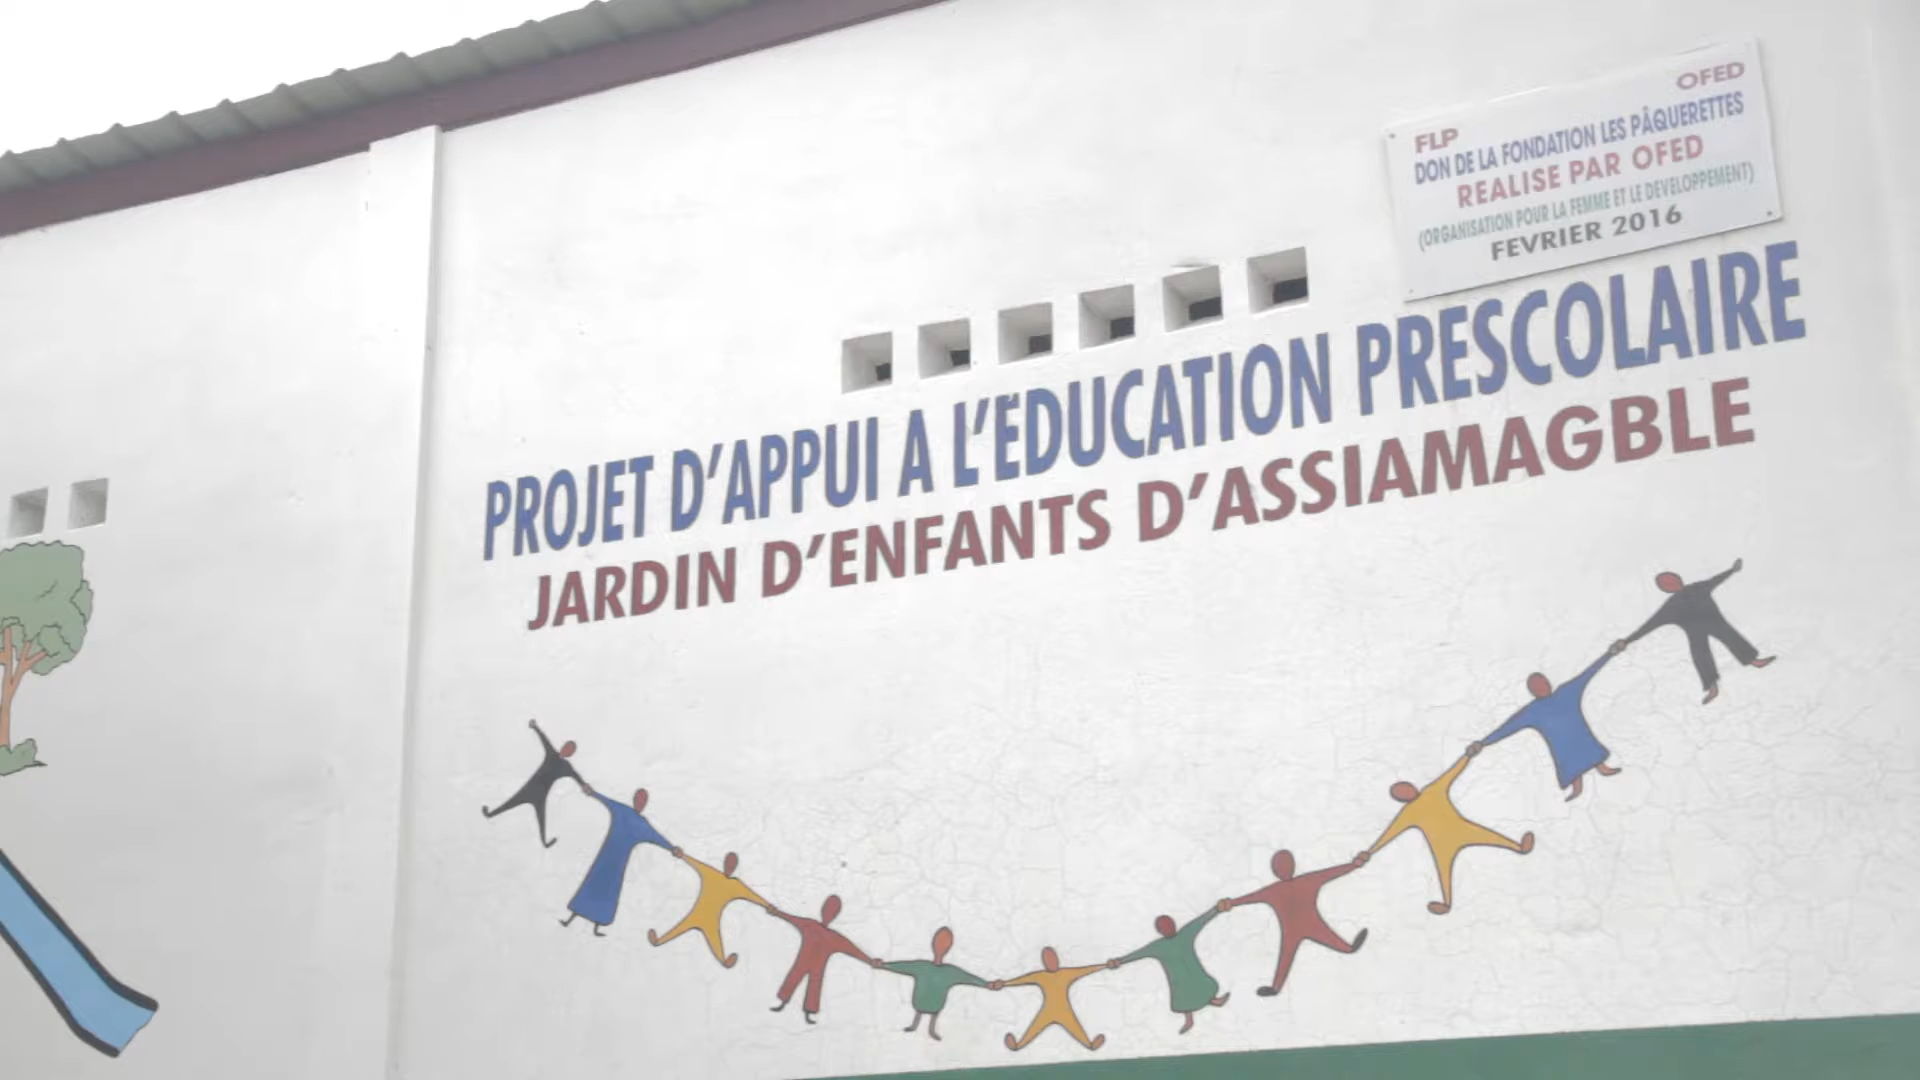 OFED
FLP
DON DE LA FONDATION LES PÂQUERETTES
REALISE PAR OFED
(ORGANISATION POUR LA FEMME ET LE DEVELOPPEMENT)
FEVRIER 2016
PROJET D'APPUI A L'EDUCATION PRESCOLAIRE
JARDIN D'ENFANTS D'ASSIAMAGBLE